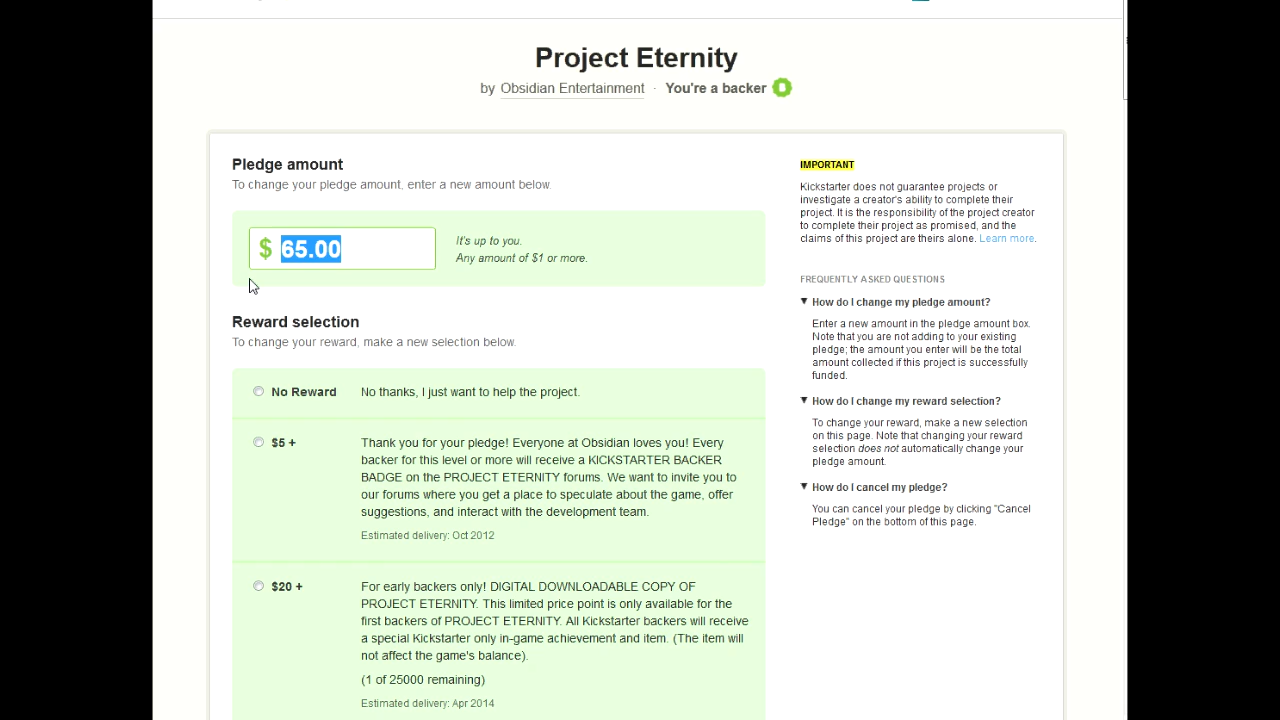 Project Eternity
by Obsidian Entertainment · You're a backer
Pledge amount
To change your pledge amount, enter a new amount below.
$ 65.00
It's up to you.
Any amount of $1 or more.
Reward selection
To change your reward, make a new selection below.
No Reward No thanks, I just want to help the project.
$5 + Thank you for your pledge! Everyone at Obsidian loves you! Every
backer for this level or more will receive a KICKSTARTER BACKER
BADGE on the PROJECT ETERNITY forums. We want to invite you to
our forums where you get a place to speculate about the game, offer
suggestions, and interact with the development team.
Estimated delivery: Oct 2012
$20 + For early backers only! DIGITAL DOWNLOADABLE COPY OF
PROJECT ETERNITY. This limited price point is only available for the
first backers of PROJECT ETERNITY. All Kickstarter backers will receive
a special Kickstarter only in-game achievement and item. (The item will
not affect the game's balance).
(1 of 25000 remaining)
Estimated delivery: Apr 2014
IMPORTANT
Kickstarter does not guarantee projects or
investigate a creator's ability to complete their
project. It is the responsibility of the project creator
to complete their project as promised, and the
claims of this project are theirs alone. Learn more.
FREQUENTLY ASKED QUESTIONS
How do I change my pledge amount?
Enter a new amount in the pledge amount box.
Note that you are not adding to your existing
pledge; the amount you enter will be the total
amount collected if this project is successfully
funded.
How do I change my reward selection?
To change your reward, make a new selection
on this page. Note that changing your reward
selection does not automatically change your
pledge amount.
How do I cancel my pledge?
You can cancel your pledge by clicking "Cancel
Pledge" on the bottom of this page.